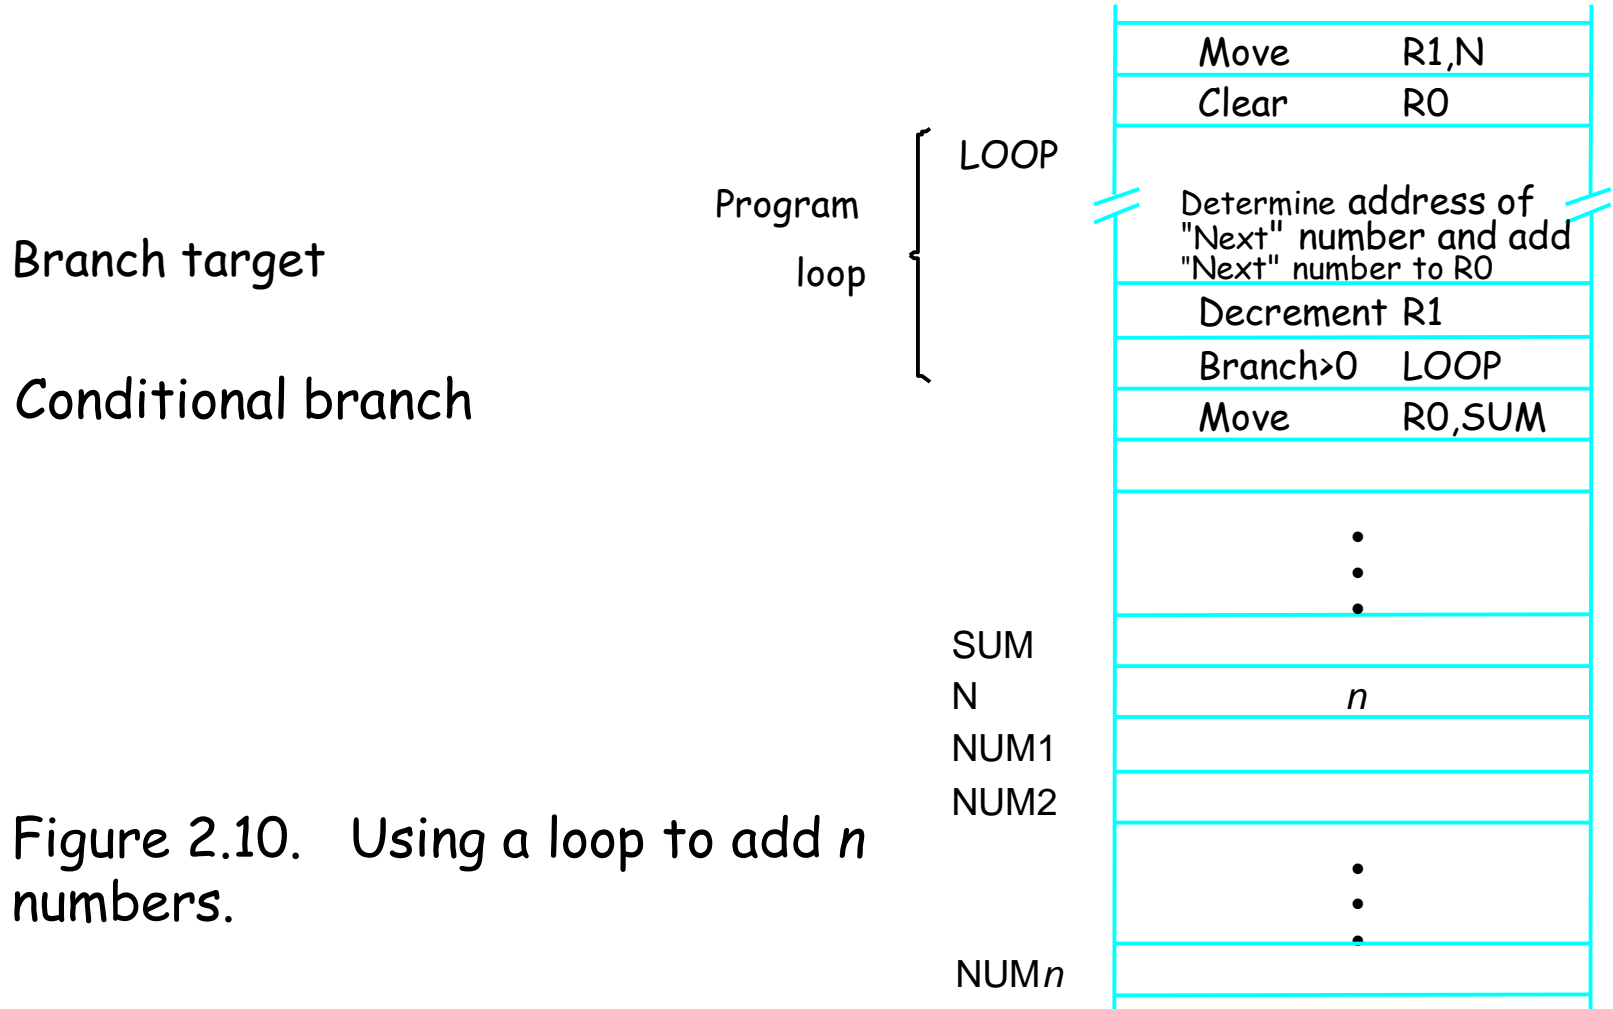 Move R1,N
Clear R0
LOOP
Program
loop
Determine address of
"Next" number and add
"Next" number to R0
Branch target
Decrement R1
Branch>0 LOOP
Conditional branch
Move R0,SUM
SUM
N n
NUM1
NUM2
Figure 2.10. Using a loop to add n
numbers.
NUMn